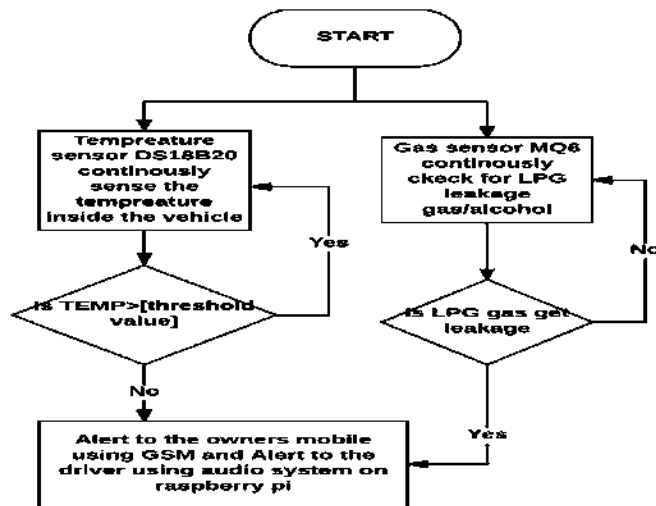 START
Tempreature
sensor DS18B20
continously
sense the
tempreature
inside the vehicle
Gas sensor MQ6
continously
ckeck for LPG
leakage
gas/alcohol
Yes
No
Is TEMP>[threshold
value]
is LPG gas get
leakage
No
Yes
Alert to the owners mobile
using GSM and Alert to the
driver using audio system on
raspberry pi